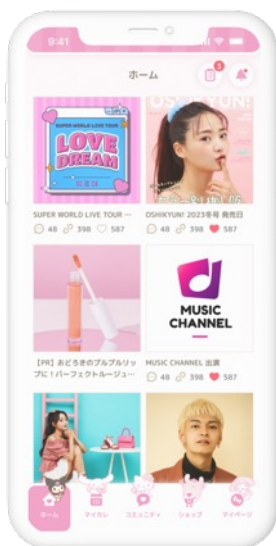 9:41
ホーム
3
SUPER WORLD LIVE TOUR
LOVE
DREAM
OSHIKYUN!
SUPER WORLD LIVE TOUR …
48 398 587
OSHIKYUN! 2023冬号 発売日
48 398 587
MUSIC
CHANNEL
【PR】おどろきのプルプルリッ
プに！パーフェクトルージュ…
48 398 587
MUSIC CHANNEL 出演
48 398 587
ホーム
マイカレ
コミュニティ
ショップ
マイページ